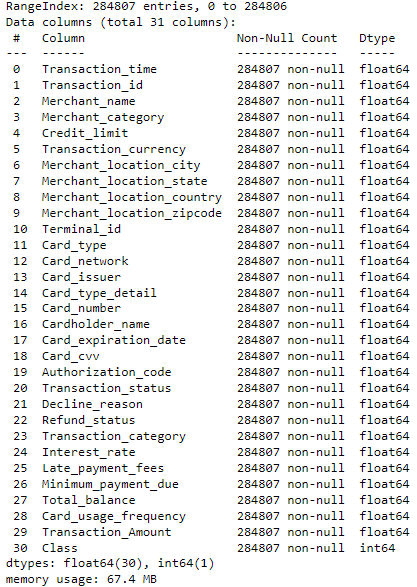 RangeIndex: 284807 entries, 0 to 284806
Data columns (total 31 columns):
 #   Column                     Non-Null Count   Dtype
---  ------                     --------------   -----
 0   Transaction_time           284807 non-null  float64
 1   Transaction_id             284807 non-null  float64
 2   Merchant_name              284807 non-null  float64
 3   Merchant_category          284807 non-null  float64
 4   Credit_limit               284807 non-null  float64
 5   Transaction_currency       284807 non-null  float64
 6   Merchant_location_city     284807 non-null  float64
 7   Merchant_location_state    284807 non-null  float64
 8   Merchant_location_country  284807 non-null  float64
 9   Merchant_location_zipcode  284807 non-null  float64
 10  Terminal_id                284807 non-null  float64
 11  Card_type                  284807 non-null  float64
 12  Card_network               284807 non-null  float64
 13  Card_issuer                284807 non-null  float64
 14  Card_type_detail           284807 non-null  float64
 15  Card_number                284807 non-null  float64
 16  Cardholder_name            284807 non-null  float64
 17  Card_expiration_date       284807 non-null  float64
 18  Card_cvv                   284807 non-null  float64
 19  Authorization_code         284807 non-null  float64
 20  Transaction_status         284807 non-null  float64
 21  Decline_reason             284807 non-null  float64
 22  Refund_status              284807 non-null  float64
 23  Transaction_category       284807 non-null  float64
 24  Interest_rate              284807 non-null  float64
 25  Late_payment_fees          284807 non-null  float64
 26  Minimum_payment_due        284807 non-null  float64
 27  Total_balance              284807 non-null  float64
 28  Card_usage_frequency       284807 non-null  float64
 29  Transaction_Amount         284807 non-null  float64
 30  Class                      284807 non-null  int64
dtypes: float64(30), int64(1)
memory usage: 67.4 MB